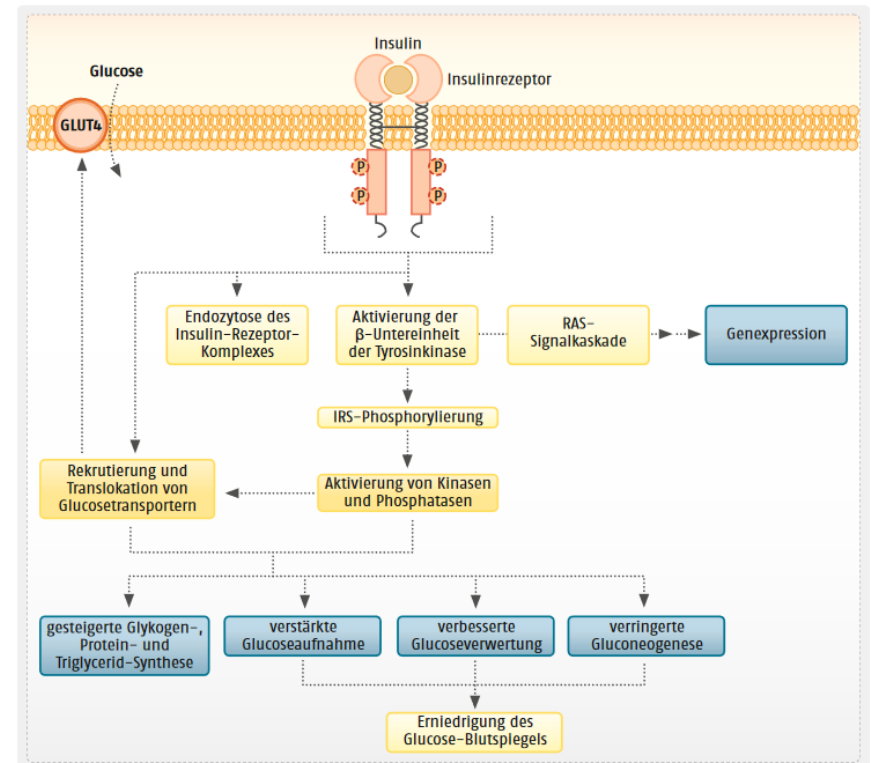 Insulin
Glucose
Insulinrezeptor
GLUT4
P
P
P
P
Endozytose des
Insulin-Rezeptor-
Komplexes
Aktivierung der
β-Untereinheit
der Tyrosinkinase
RAS-
Signalkaskade
Genexpression
IRS-Phosphorylierung
Rekrutierung und
Translokation von
Glucosetransportern
Aktivierung von Kinasen
und Phosphatasen
gesteigerte Glykogen-,
Protein- und
Triglycerid-Synthese
verstärkte
Glucoseaufnahme
verbesserte
Glucoseverwertung
verringerte
Gluconeogenese
Erniedrigung des
Glucose-Blutspiegels